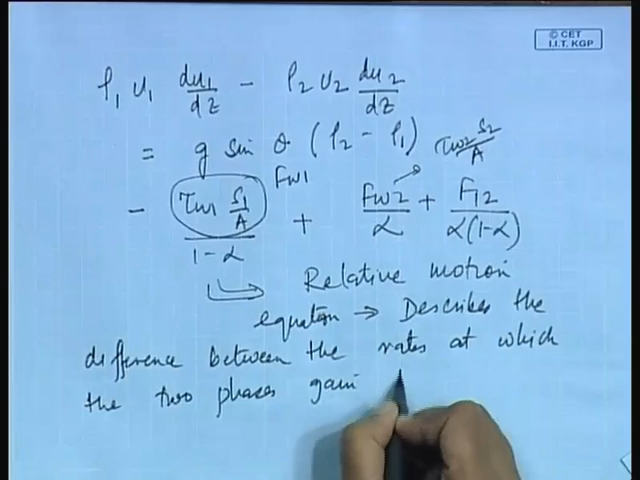 © CET
I.I.T. KGP
ρ₁ u₁ du₁/dz − ρ₂ u₂ du₂/dz
= g sin θ (ρ₂ − ρ₁) τw₂ S₂/A
Fw1
− (τw₁ S₁/A)/(1−α) + Fw2/α + F12/(α(1−α))
Relative motion
equation → Describes the
difference between the rates at which
the two phases gain